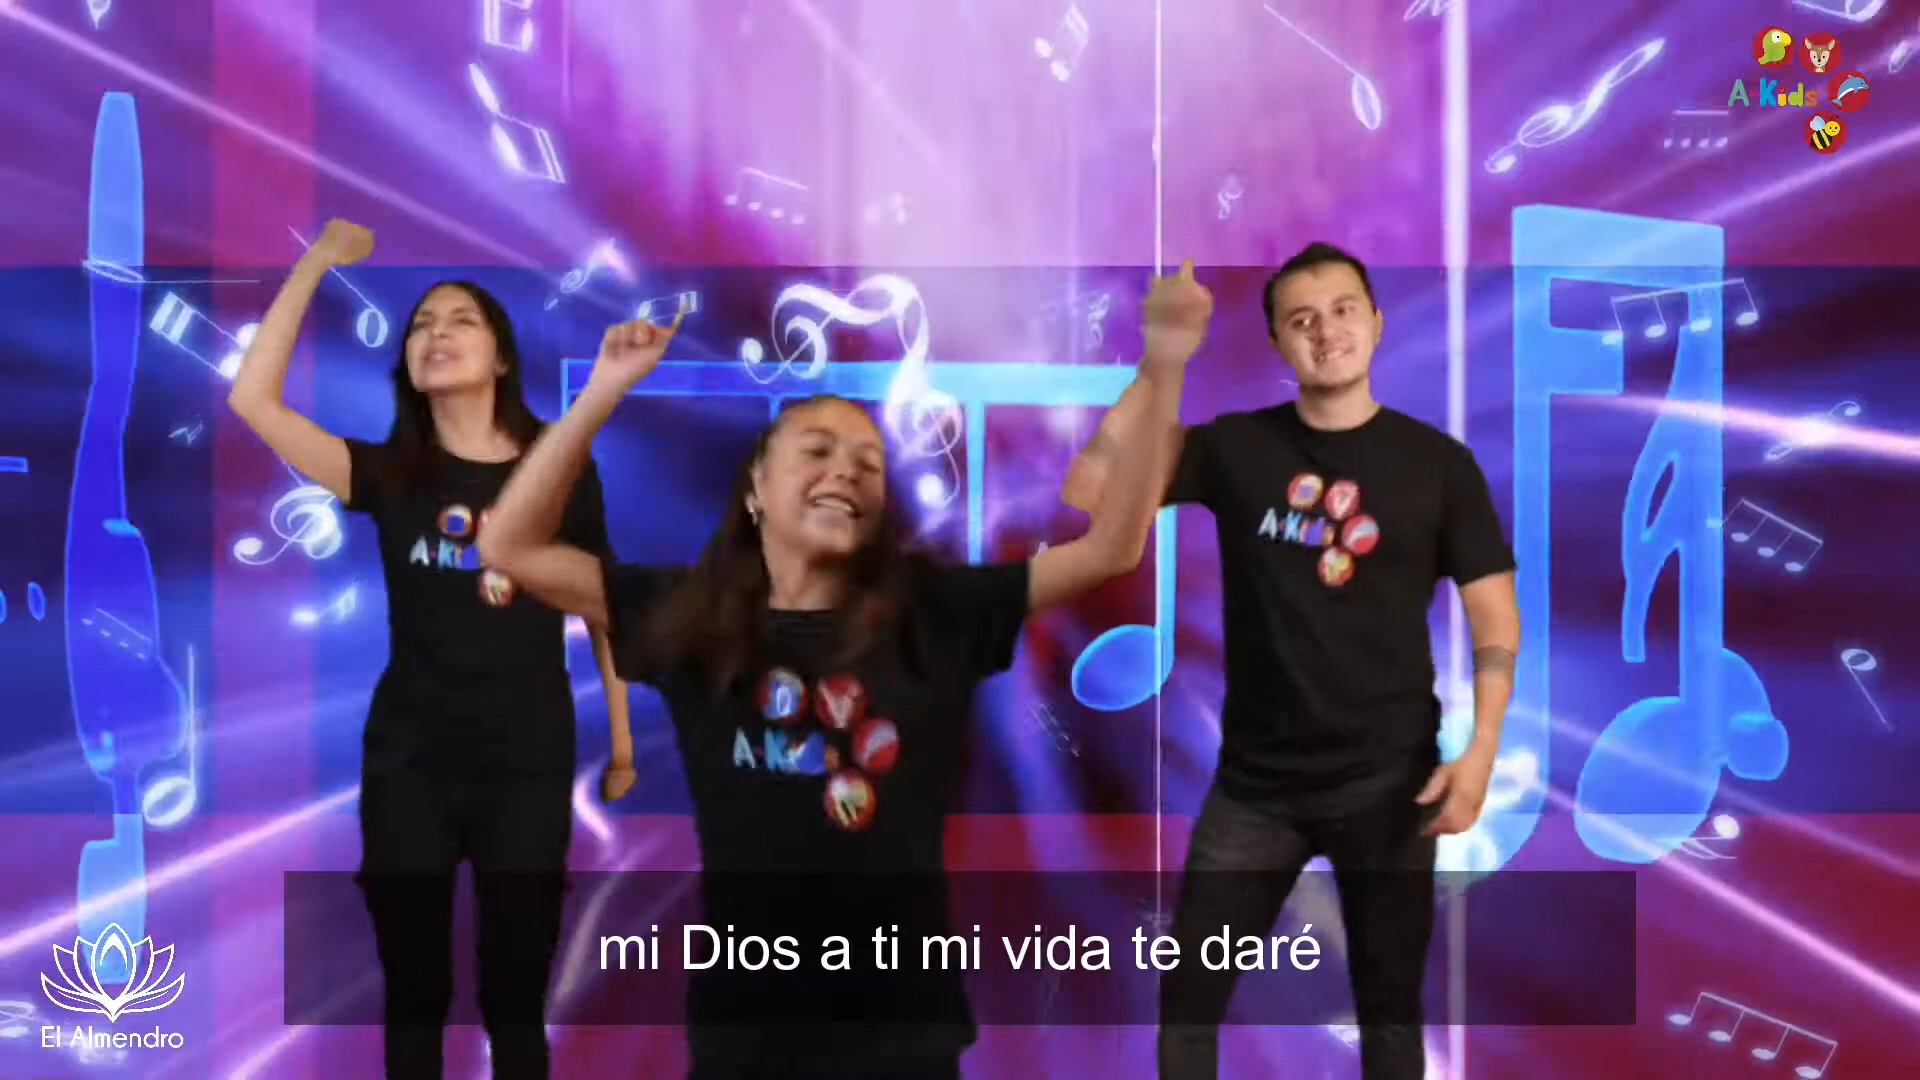 A·Kids
A·Kids
A·Kids
mi Dios a ti mi vida te daré
El Almendro